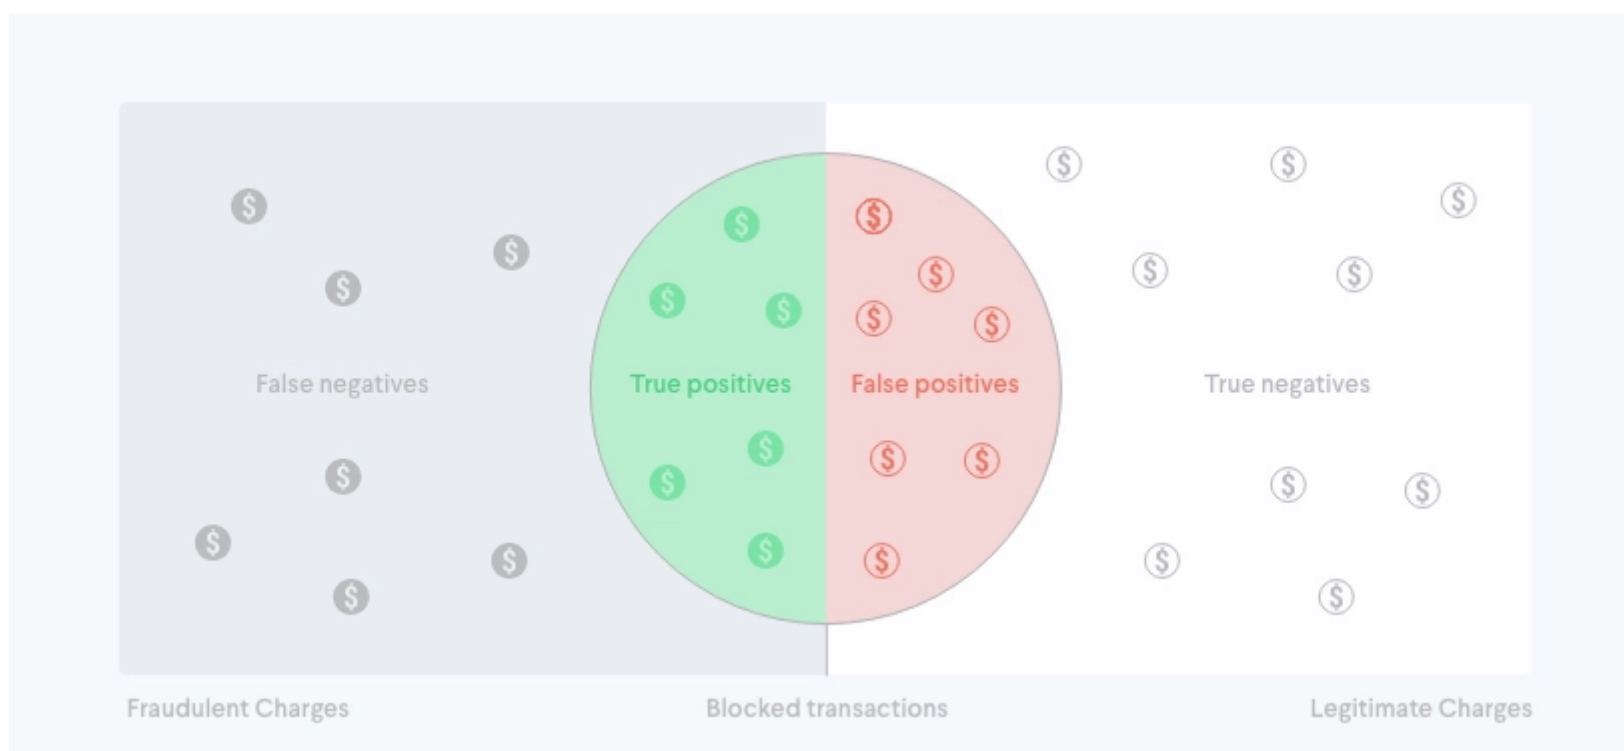 False negatives
True positives
False positives
True negatives
Fraudulent Charges
Blocked transactions
Legitimate Charges